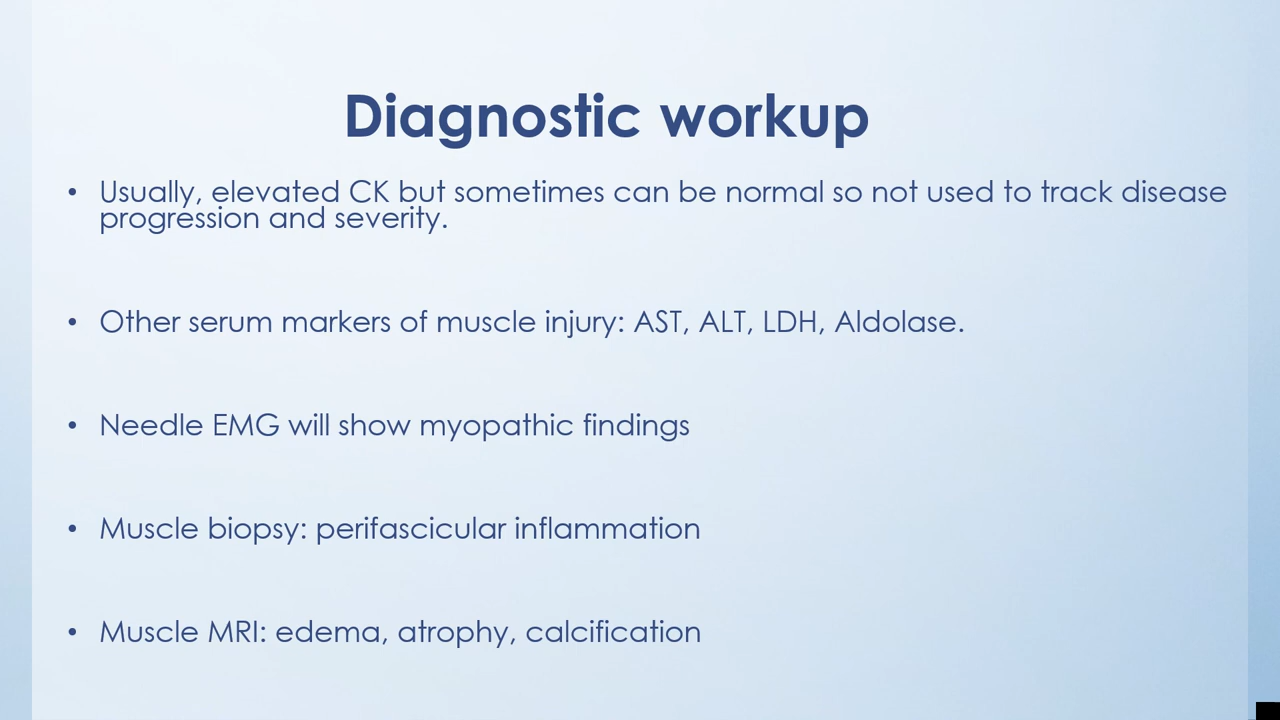 Diagnostic workup
• Usually, elevated CK but sometimes can be normal so not used to track disease
progression and severity.
• Other serum markers of muscle injury: AST, ALT, LDH, Aldolase.
• Needle EMG will show myopathic findings
• Muscle biopsy: perifascicular inflammation
• Muscle MRI: edema, atrophy, calcification